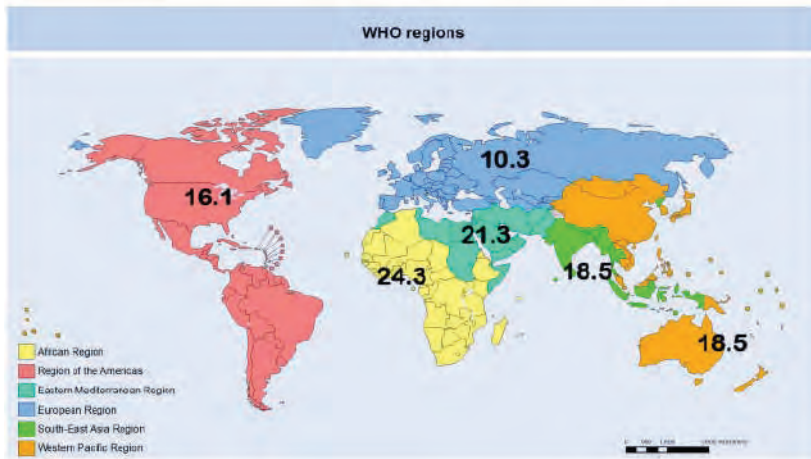 WHO regions
10.3
16.1
21.3
24.3
18.5
18.5
African Region
Region of the Americas
Eastern Mediterranean Region
European Region
South-East Asia Region
Western Pacific Region